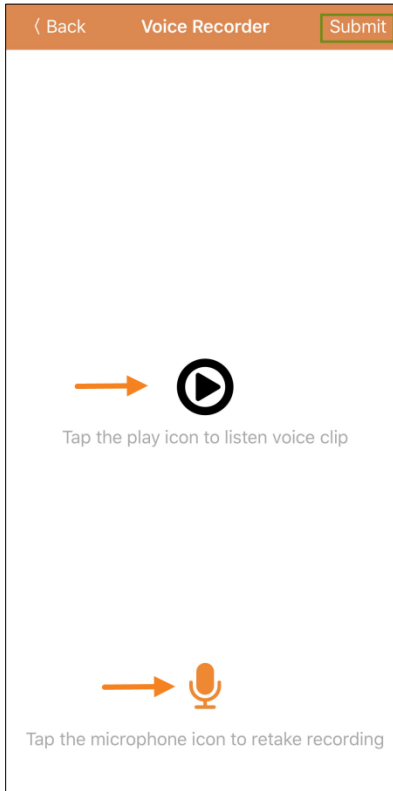 Back
Voice Recorder
Submit
Tap the play icon to listen voice clip
Tap the microphone icon to retake recording